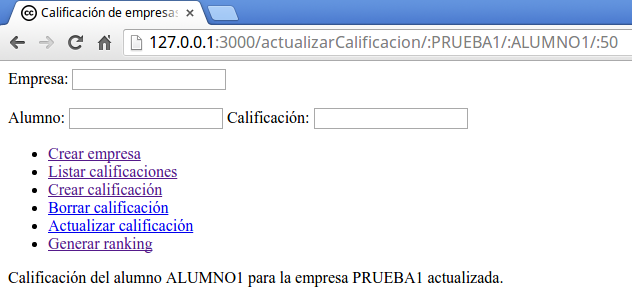 Calificación de empresas
127.0.0.1:3000/actualizarCalificacion/:PRUEBA1/:ALUMNO1/:50
Empresa:
Alumno: Calificación:
Crear empresa
Listar calificaciones
Crear calificación
Borrar calificación
Actualizar calificación
Generar ranking
Calificación del alumno ALUMNO1 para la empresa PRUEBA1 actualizada.